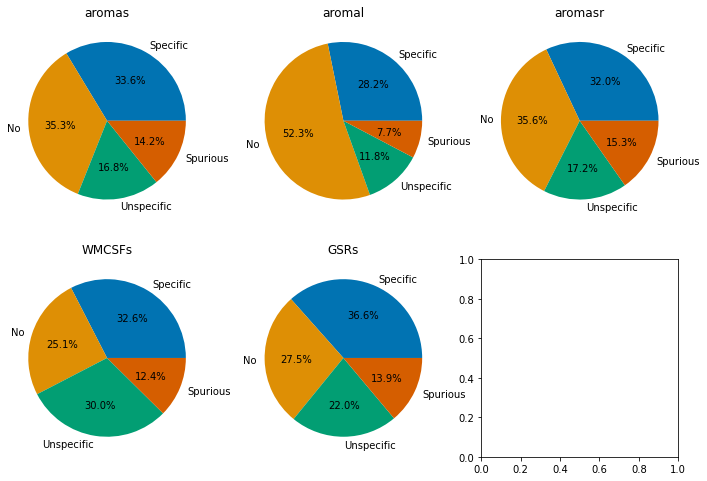 aromas
Specific
33.6%
No
35.3%
14.2%
Spurious
16.8%
Unspecific
aromal
Specific
28.2%
No
52.3%
7.7%
Spurious
11.8%
Unspecific
aromasr
Specific
32.0%
No
35.6%
15.3%
Spurious
17.2%
Unspecific
WMCSFs
Specific
32.6%
No
25.1%
12.4%
Spurious
30.0%
Unspecific
GSRs
Specific
36.6%
No
27.5%
13.9%
Spurious
22.0%
Unspecific
1.0
0.8
0.6
0.4
0.2
0.0
0.0 0.2 0.4 0.6 0.8 1.0